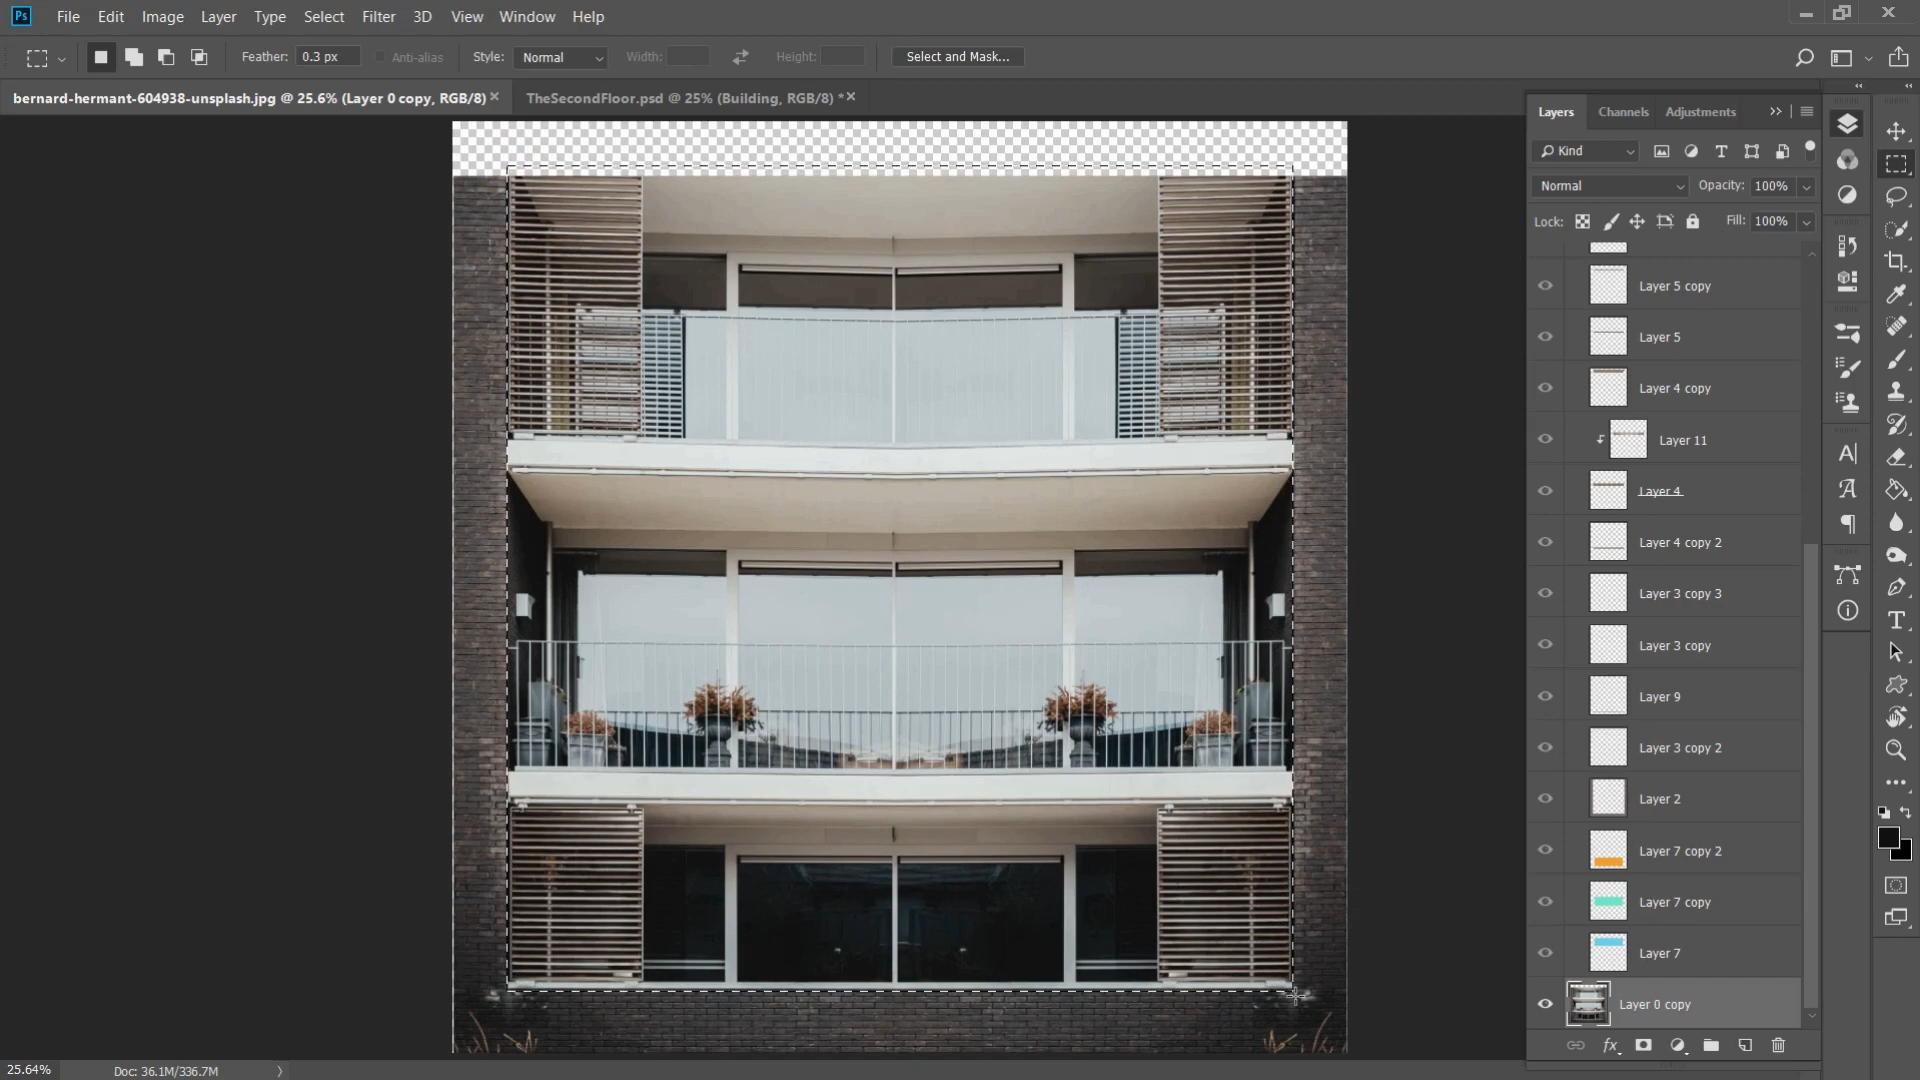 Ps File Edit Image Layer Type Select Filter 3D View Window Help
Feather: 0.3 px Anti-alias Style: Normal Width: Height: Select and Mask...
bernard-hermant-604938-unsplash.jpg @ 25.6% (Layer 0 copy, RGB/8) TheSecondFloor.psd @ 25% (Building, RGB/8) *
Layers Channels Adjustments
Kind
Normal Opacity: 100%
Lock: Fill: 100%
Layer 5 copy
Layer 5
Layer 4 copy
Layer 11
Layer 4
Layer 4 copy 2
Layer 3 copy 3
Layer 3 copy
Layer 9
Layer 3 copy 2
Layer 2
Layer 7 copy 2
Layer 7 copy
Layer 7
Layer 0 copy
fx
25.64% Doc: 36.1M/336.7M